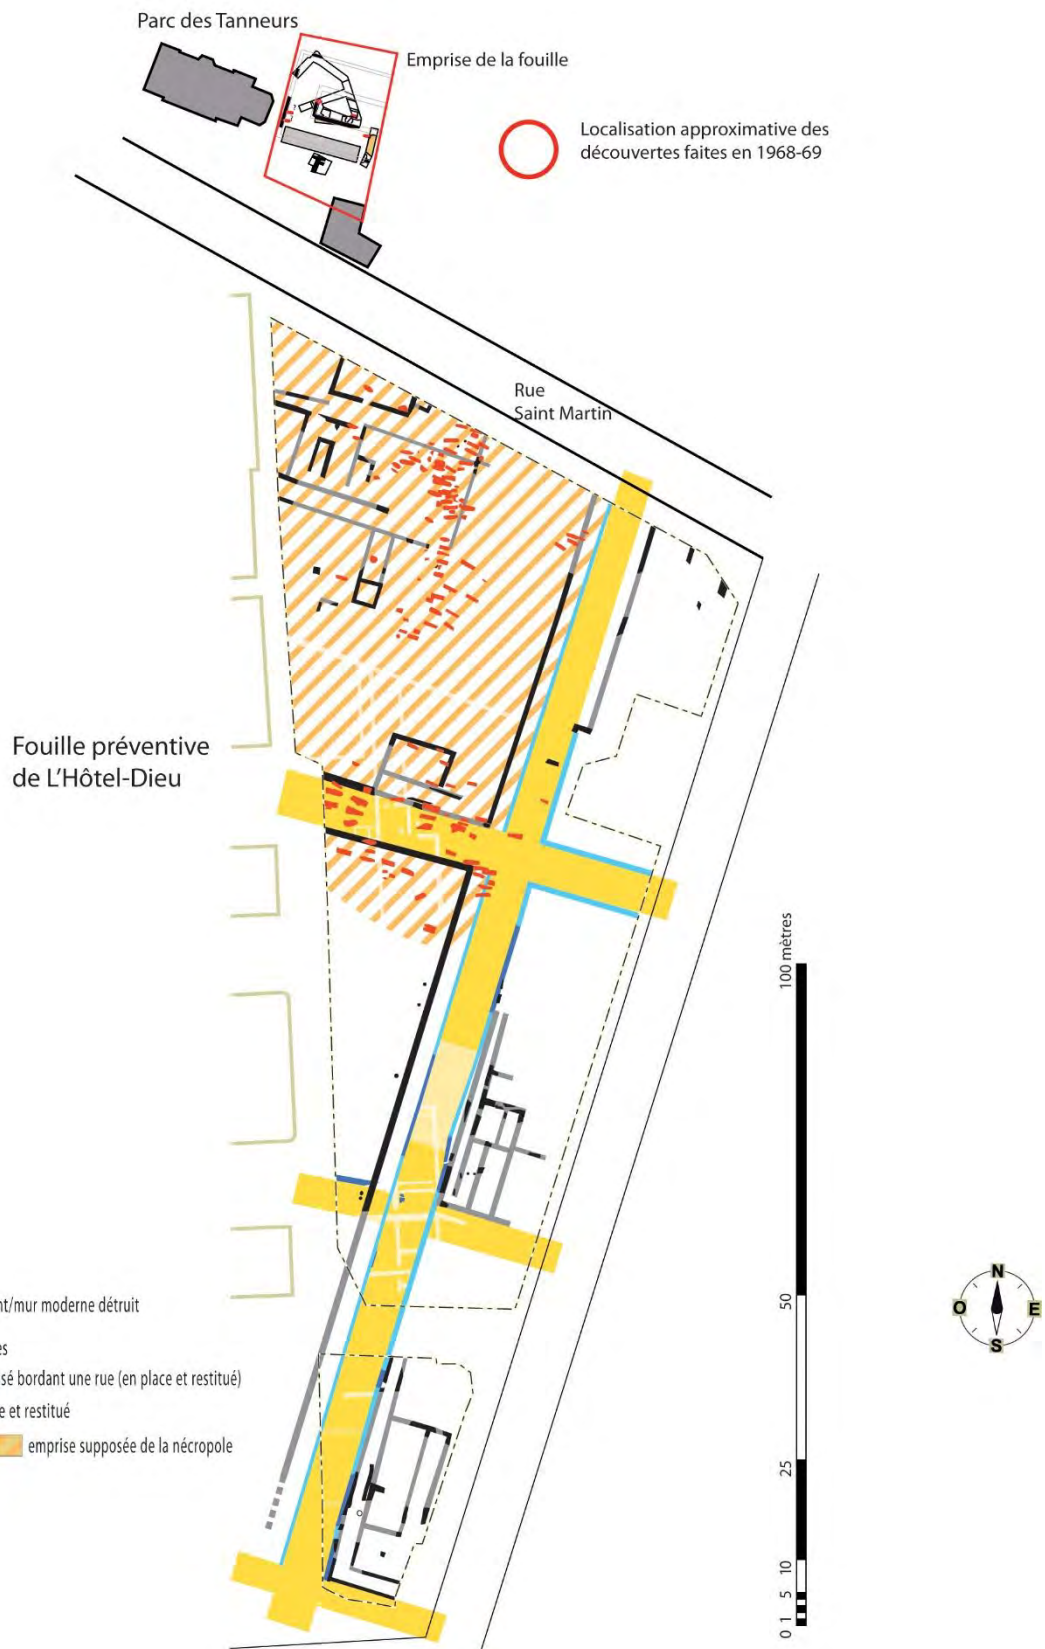 Parc des Tanneurs
Emprise de la fouille
Localisation approximative des
découvertes faites en 1968-69
Rue
Saint Martin
Fouille préventive
de L'Hôtel-Dieu
100 mètres
50
25
10
5
1
0
N
O
E
S
nt/mur moderne détruit
es
sé bordant une rue (en place et restitué)
e et restitué
emprise supposée de la nécropole